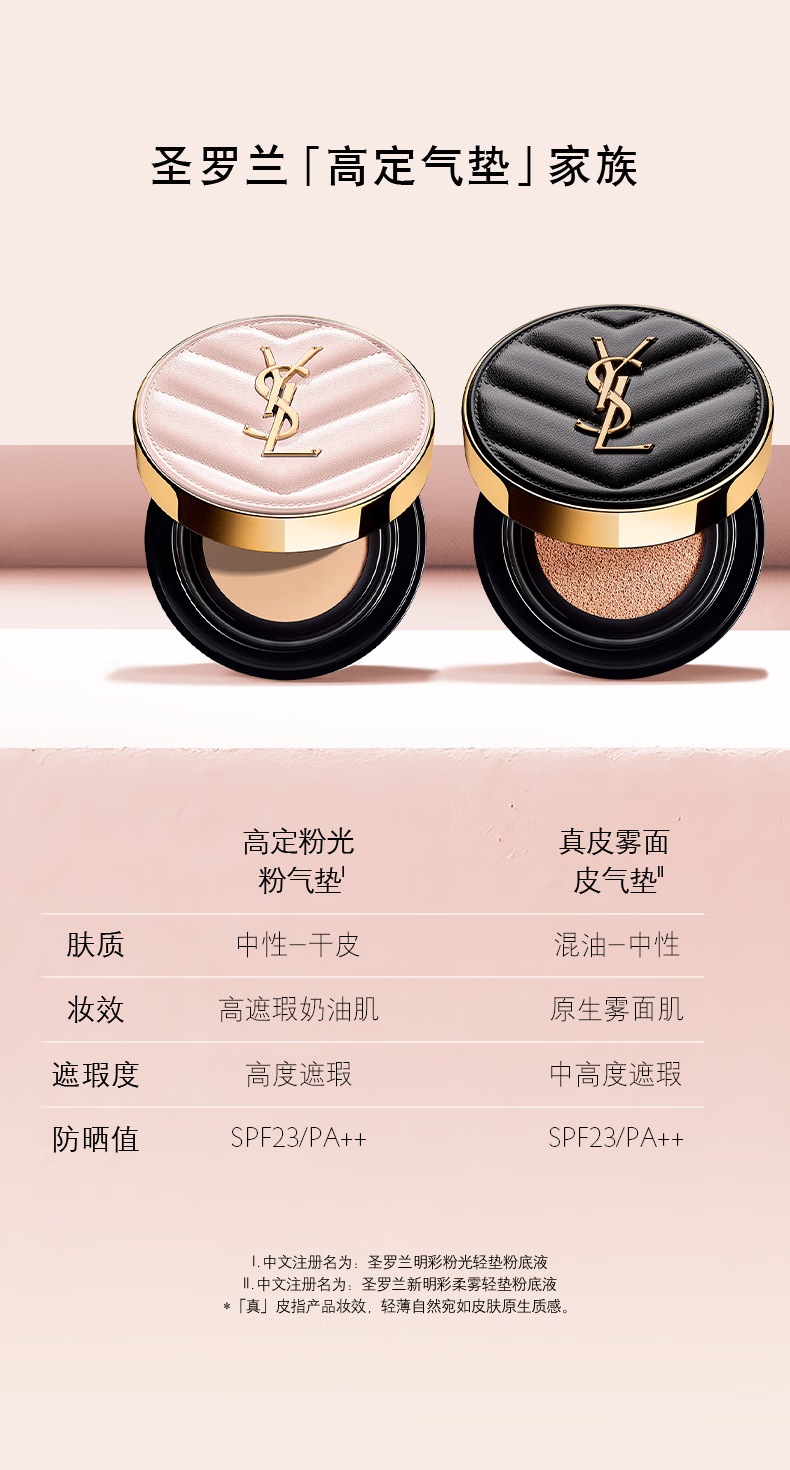 圣罗兰「高定气垫」家族
YSL
YSL
高定粉光 真皮雾面
粉气垫Ⅰ 皮气垫Ⅱ
肤质 中性—干皮 混油—中性
妆效 高遮瑕奶油肌 原生雾面肌
遮瑕度 高度遮瑕 中高度遮瑕
防晒值 SPF23/PA++ SPF23/PA++
Ⅰ.中文注册名为：圣罗兰明彩粉光轻垫粉底液
Ⅱ.中文注册名为：圣罗兰新明彩柔雾轻垫粉底液
*「真」皮指产品妆效，轻薄自然宛如皮肤原生质感。